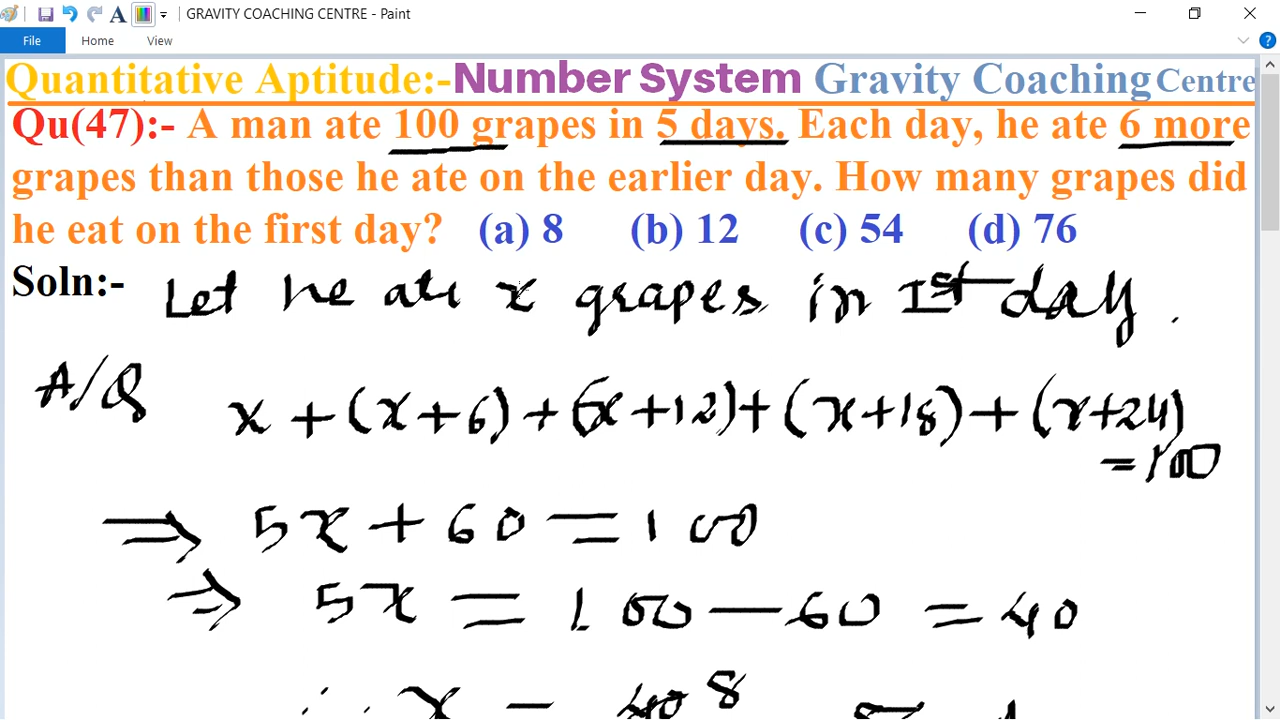 GRAVITY COACHING CENTRE - Paint
File Home View
Quantitative Aptitude:-Number System Gravity Coaching Centre
Qu(47):- A man ate 100 grapes in 5 days. Each day, he ate 6 more
grapes than those he ate on the earlier day. How many grapes did
he eat on the first day? (a) 8 (b) 12 (c) 54 (d) 76
Soln:- Let he ate x grapes in Ist day.
A/Q x + (x+6) + (x+12) + (x+18) + (x+24)
=100
⇒ 5x + 60 = 100
⇒ 5x = 100 - 60 = 40
∴ x = 40 8